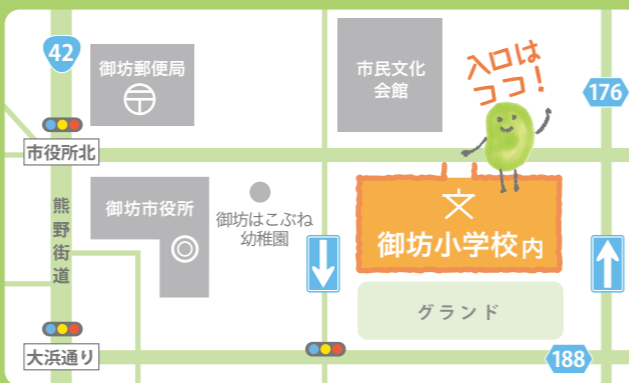 42
御坊郵便局
市民文化
会館
入口は
ココ！
176
市役所北
熊野街道
御坊市役所
御坊はこぶね
幼稚園
文
御坊小学校内
グランド
大浜通り
188